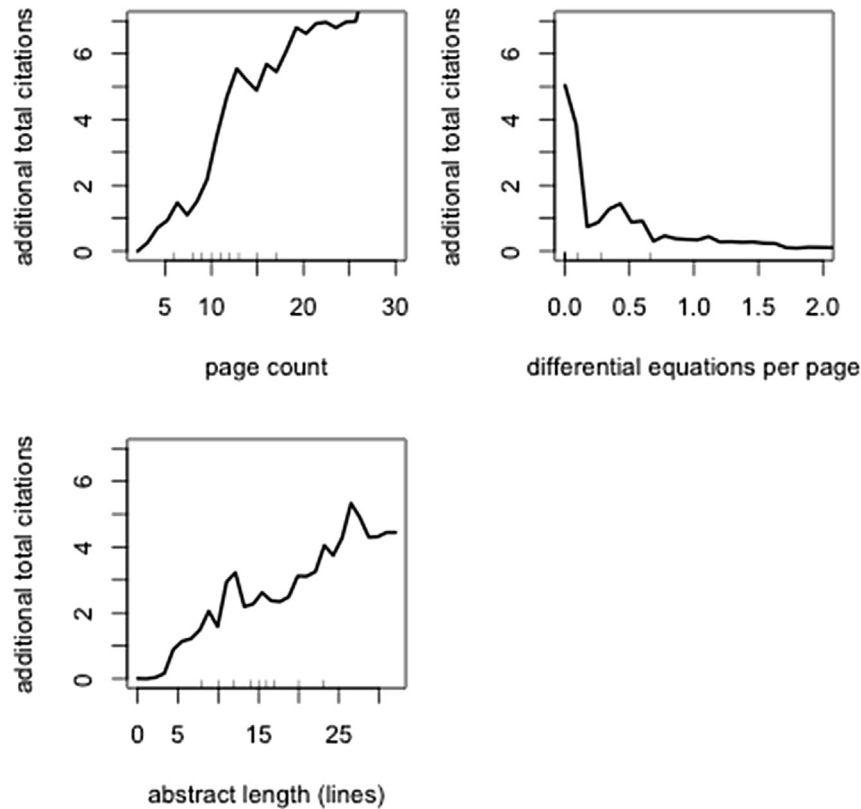 additional total citations
6
4
2
0
5 10 20 30
page count
additional total citations
6
4
2
0
0.0 0.5 1.0 1.5 2.0
differential equations per page
additional total citations
6
4
2
0
0 5 15 25
abstract length (lines)